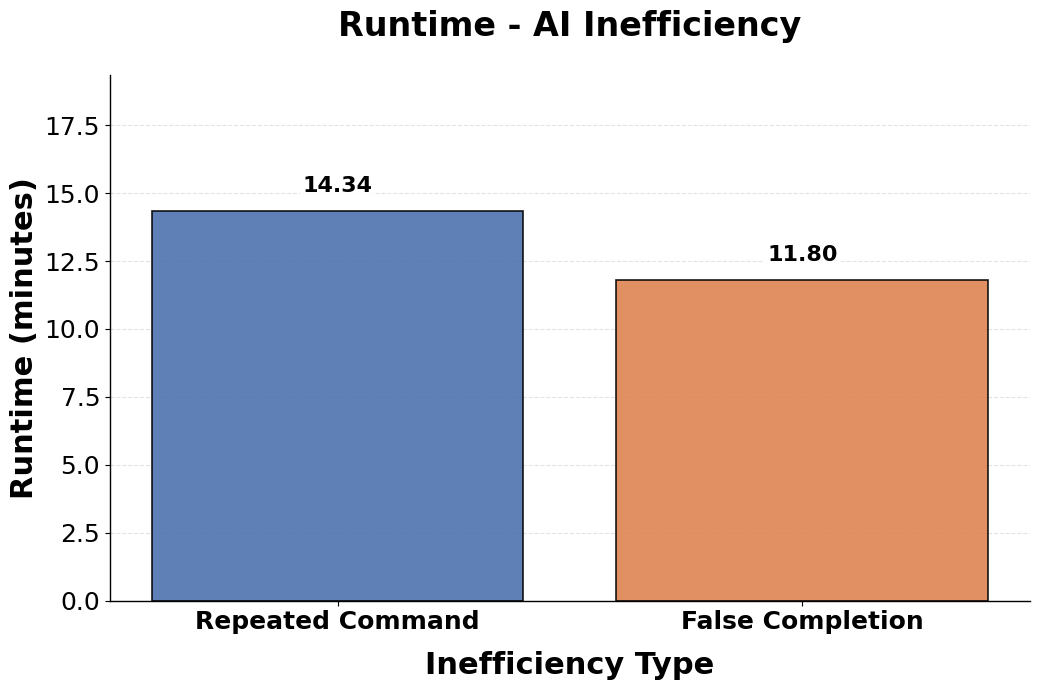 Runtime - AI Inefficiency
Runtime (minutes)
17.5
15.0
12.5
10.0
7.5
5.0
2.5
0.0
14.34
11.80
Repeated Command
False Completion
Inefficiency Type